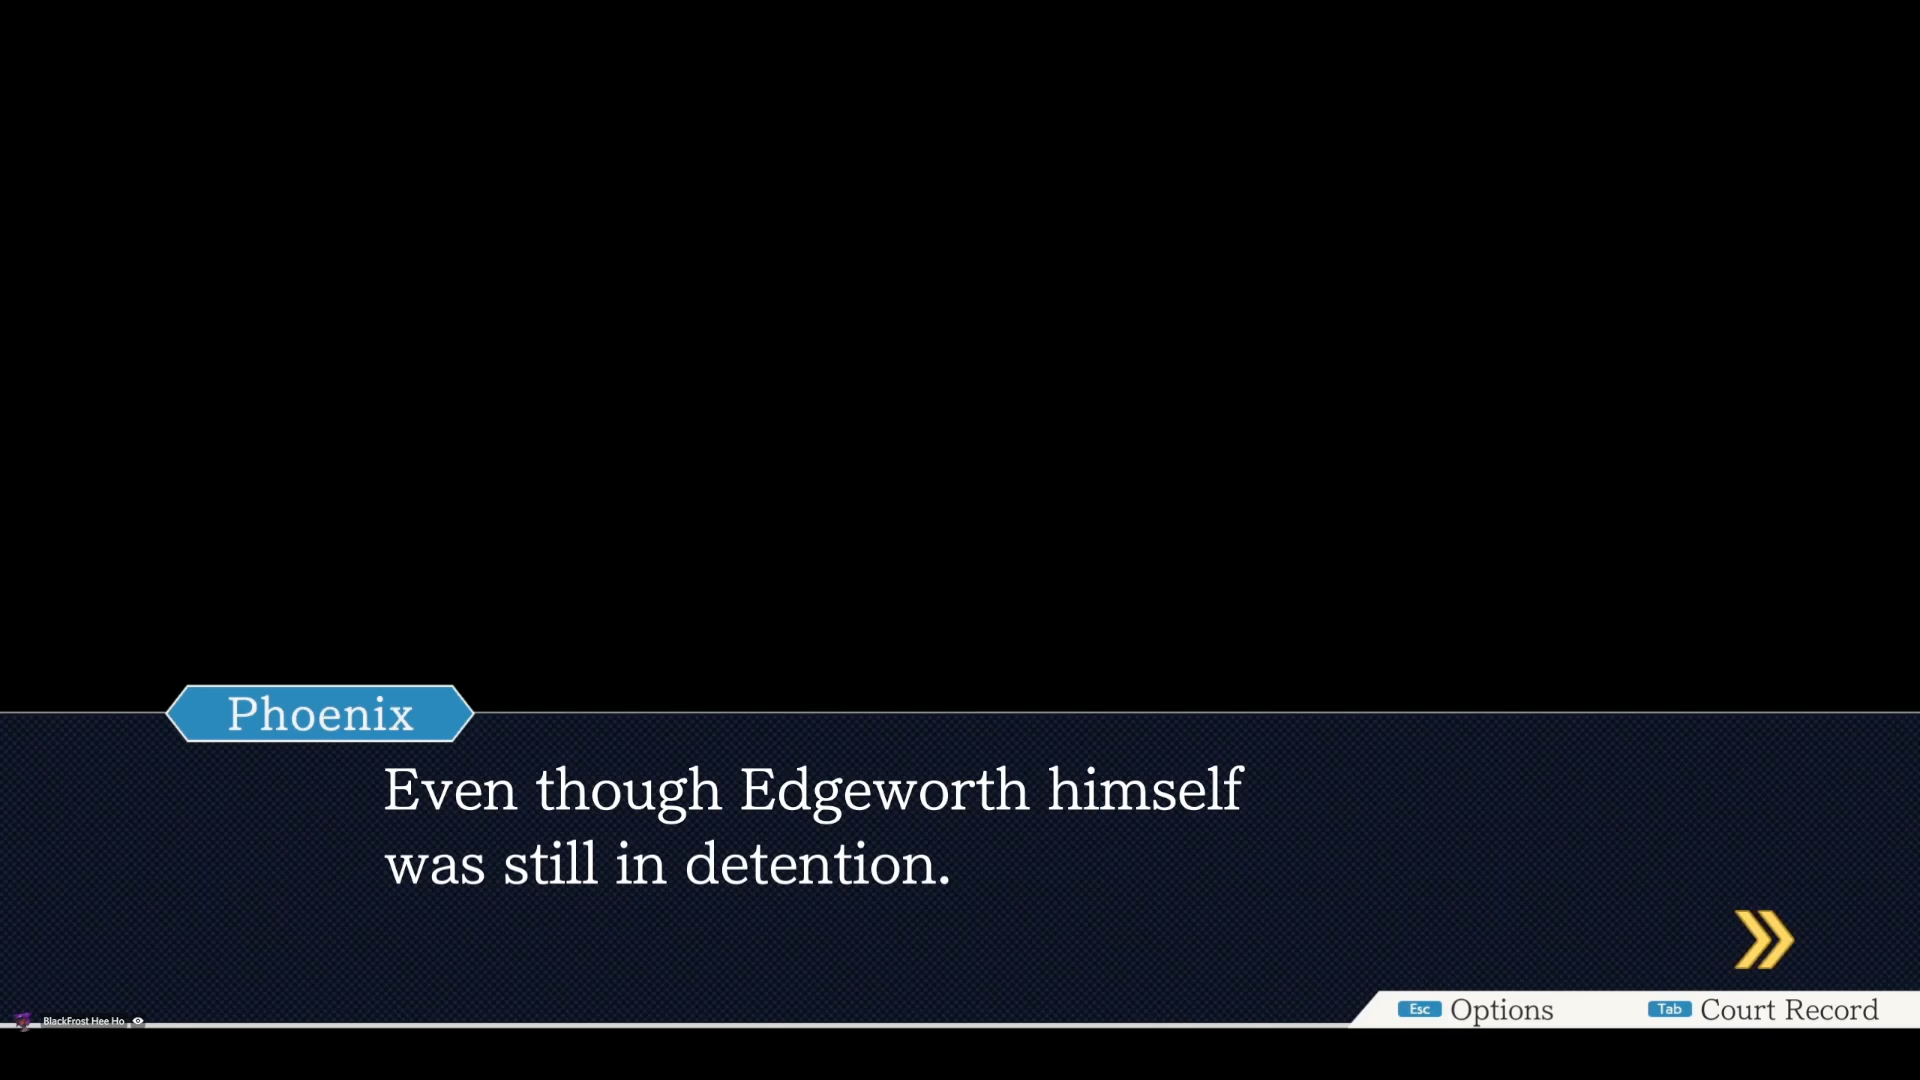 Phoenix
Even though Edgeworth himself
was still in detention.
BlackFrost Hee Ho
Esc Options Tab Court Record